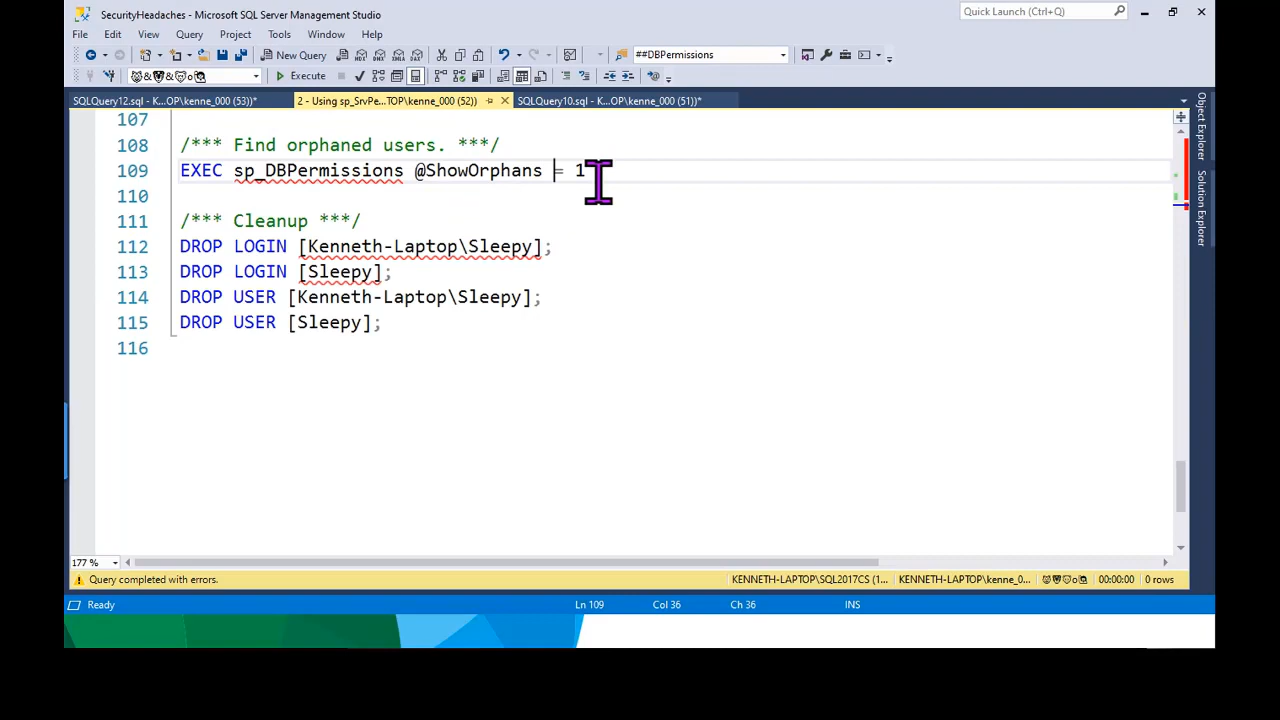 SecurityHeadaches - Microsoft SQL Server Management Studio
Quick Launch (Ctrl+Q)
File Edit View Query Project Tools Window Help
New Query
##DBPermissions
Execute
SQLQuery12.sql - K...OP\kenne_000 (53))*
2 - Using sp_SrvPe...TOP\kenne_000 (52))
SQLQuery10.sql - K...OP\kenne_000 (51))*
107
108 /*** Find orphaned users. ***/
109 EXEC sp_DBPermissions @ShowOrphans = 1
110
111 /*** Cleanup ***/
112 DROP LOGIN [Kenneth-Laptop\Sleepy];
113 DROP LOGIN [Sleepy];
114 DROP USER [Kenneth-Laptop\Sleepy];
115 DROP USER [Sleepy];
116
Object Explorer
Solution Explorer
177 %
Query completed with errors.
KENNETH-LAPTOP\SQL2017CS (1... KENNETH-LAPTOP\kenne_0... 00:00:00 0 rows
Ready Ln 109 Col 36 Ch 36 INS